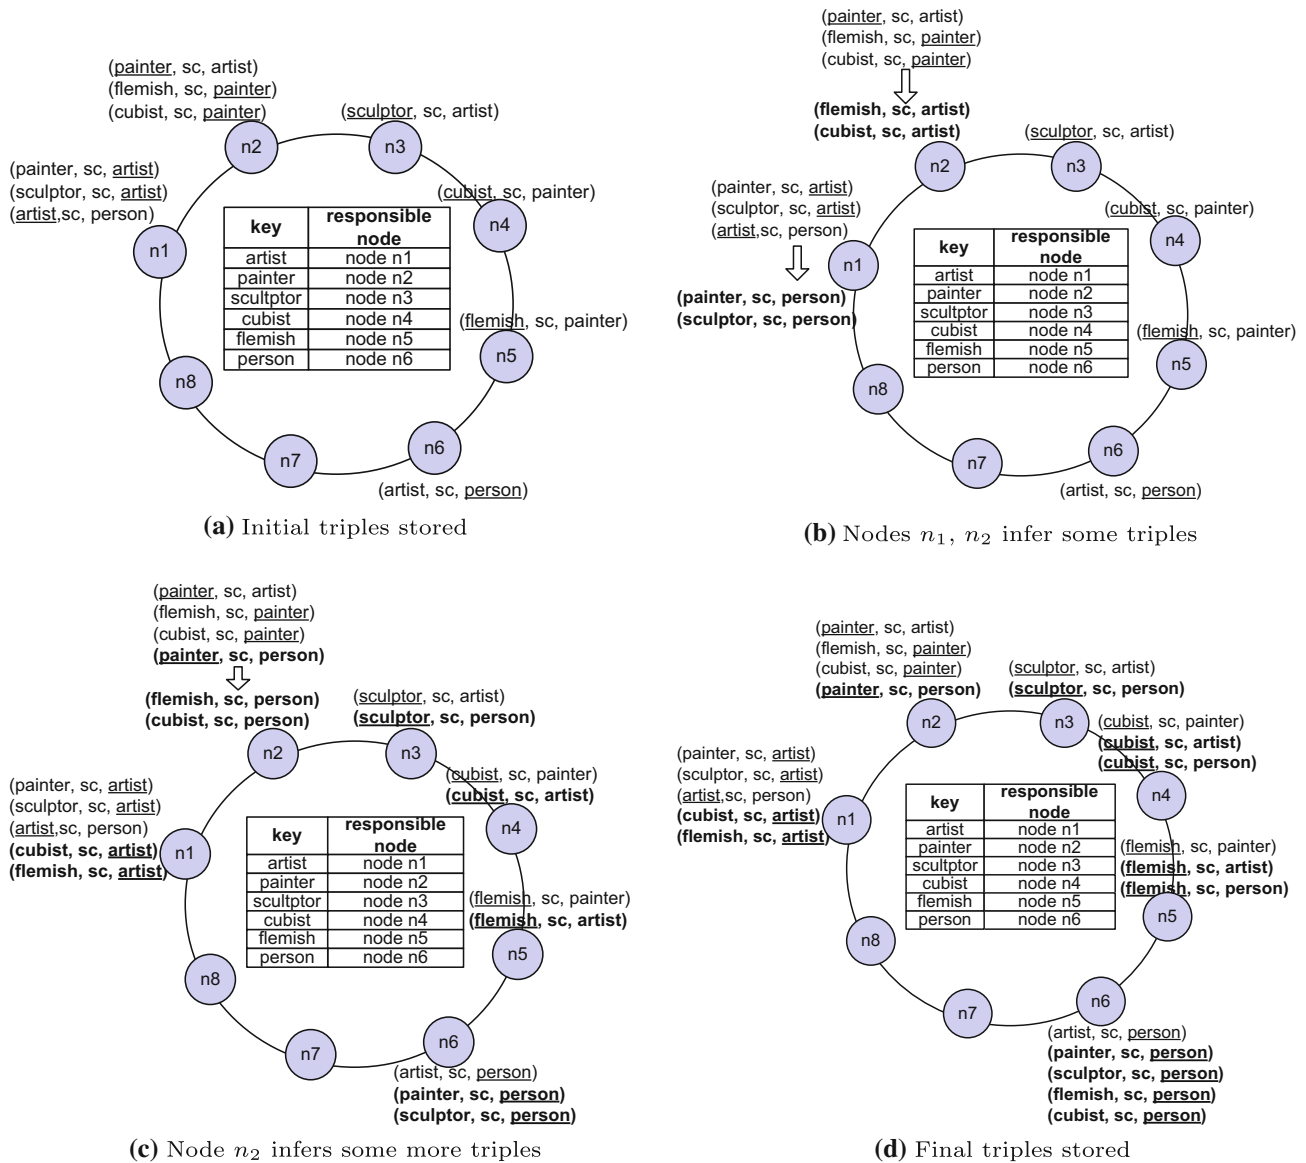 (painter, sc, artist)
(flemish, sc, painter)
(cubist, sc, painter)
(sculptor, sc, artist)
n2
n3
(painter, sc, artist)
(sculptor, sc, artist)
(artist,sc, person)
(cubist, sc, painter)
n1
n4
key responsible node
artist node n1
painter node n2
scultptor node n3
cubist node n4
flemish node n5
person node n6
(flemish, sc, painter)
n5
n8
n6
n7
(artist, sc, person)
(a) Initial triples stored
(painter, sc, artist)
(flemish, sc, painter)
(cubist, sc, painter)
(flemish, sc, artist)
(cubist, sc, artist)
(sculptor, sc, artist)
n2
n3
(painter, sc, artist)
(sculptor, sc, artist)
(artist,sc, person)
(cubist, sc, painter)
n1
n4
(painter, sc, person)
(sculptor, sc, person)
key responsible node
artist node n1
painter node n2
scultptor node n3
cubist node n4
flemish node n5
person node n6
(flemish, sc, painter)
n5
n8
n6
n7
(artist, sc, person)
(b) Nodes n1, n2 infer some triples
(painter, sc, artist)
(flemish, sc, painter)
(cubist, sc, painter)
(painter, sc, person)
(flemish, sc, person)
(cubist, sc, person)
(sculptor, sc, artist)
(sculptor, sc, person)
n2
n3
(painter, sc, artist)
(sculptor, sc, artist)
(artist,sc, person)
(cubist, sc, artist)
(flemish, sc, artist)
(cubist, sc, painter)
(cubist, sc, artist)
n1
n4
key responsible node
artist node n1
painter node n2
scultptor node n3
cubist node n4
flemish node n5
person node n6
(flemish, sc, painter)
(flemish, sc, artist)
n5
n8
n6
n7
(artist, sc, person)
(painter, sc, person)
(sculptor, sc, person)
(c) Node n2 infers some more triples
(painter, sc, artist)
(flemish, sc, painter)
(cubist, sc, painter)
(painter, sc, person)
(sculptor, sc, artist)
(sculptor, sc, person)
n2
n3
(cubist, sc, painter)
(cubist, sc, artist)
(cubist, sc, person)
(painter, sc, artist)
(sculptor, sc, artist)
(artist,sc, person)
(cubist, sc, artist)
(flemish, sc, artist)
n1
n4
key responsible node
artist node n1
painter node n2
scultptor node n3
cubist node n4
flemish node n5
person node n6
(flemish, sc, painter)
(flemish, sc, artist)
(flemish, sc, person)
n5
n8
n6
n7
(artist, sc, person)
(painter, sc, person)
(sculptor, sc, person)
(flemish, sc, person)
(cubist, sc, person)
(d) Final triples stored